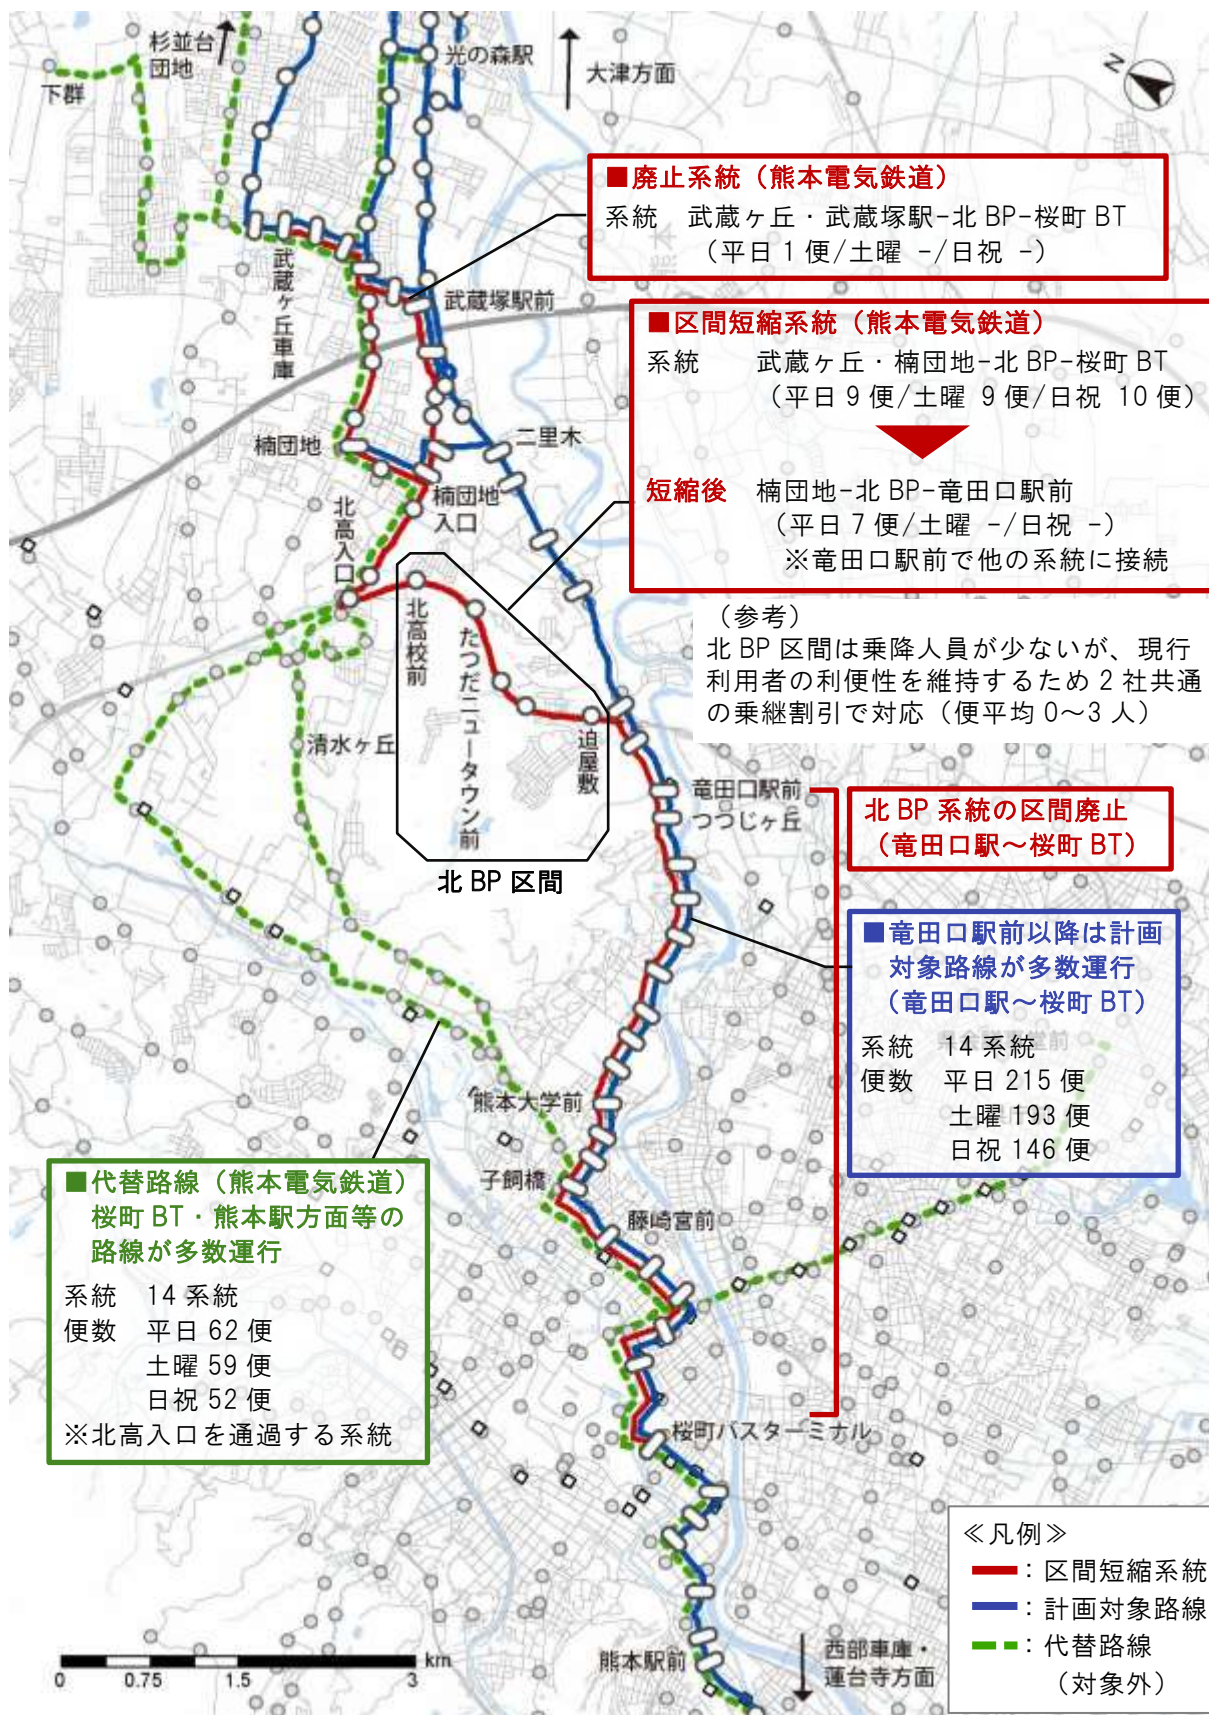 杉並台
団地
下群
光の森駅
大津方面
N
■廃止系統（熊本電気鉄道）
系統　武蔵ヶ丘・武蔵塚駅-北 BP-桜町 BT
（平日 1 便/土曜 -/日祝 -）
武蔵ヶ丘車庫
武蔵塚駅前
■区間短縮系統（熊本電気鉄道）
系統　武蔵ヶ丘・楠団地-北 BP-桜町 BT
（平日 9 便/土曜 9 便/日祝 10 便）
短縮後　楠団地-北 BP-竜田口駅前
（平日 7 便/土曜 -/日祝 -）
※竜田口駅前で他の系統に接続
二里木
楠団地
楠団地
入口
北高入口
（参考）
北 BP 区間は乗降人員が少ないが、現行
利用者の利便性を維持するため 2 社共通
の乗継割引で対応（便平均 0～3 人）
北高校前
たつだニュータウン前
迫屋敷
清水ヶ丘
北 BP 区間
竜田口駅前
つつじヶ丘
北 BP 系統の区間廃止
（竜田口駅～桜町 BT）
■竜田口駅前以降は計画
対象路線が多数運行
（竜田口駅～桜町 BT）
系統　14 系統
便数　平日 215 便
土曜 193 便
日祝 146 便
熊本大学前
子飼橋
藤崎宮前
■代替路線（熊本電気鉄道）
桜町 BT・熊本駅方面等の
路線が多数運行
系統　14 系統
便数　平日 62 便
土曜 59 便
日祝 52 便
※北高入口を通過する系統
桜町バスターミナル
≪凡例≫
：区間短縮系統
：計画対象路線
：代替路線
（対象外）
熊本駅前
西部車庫・
蓮台寺方面
km
0 0.75 1.5 3